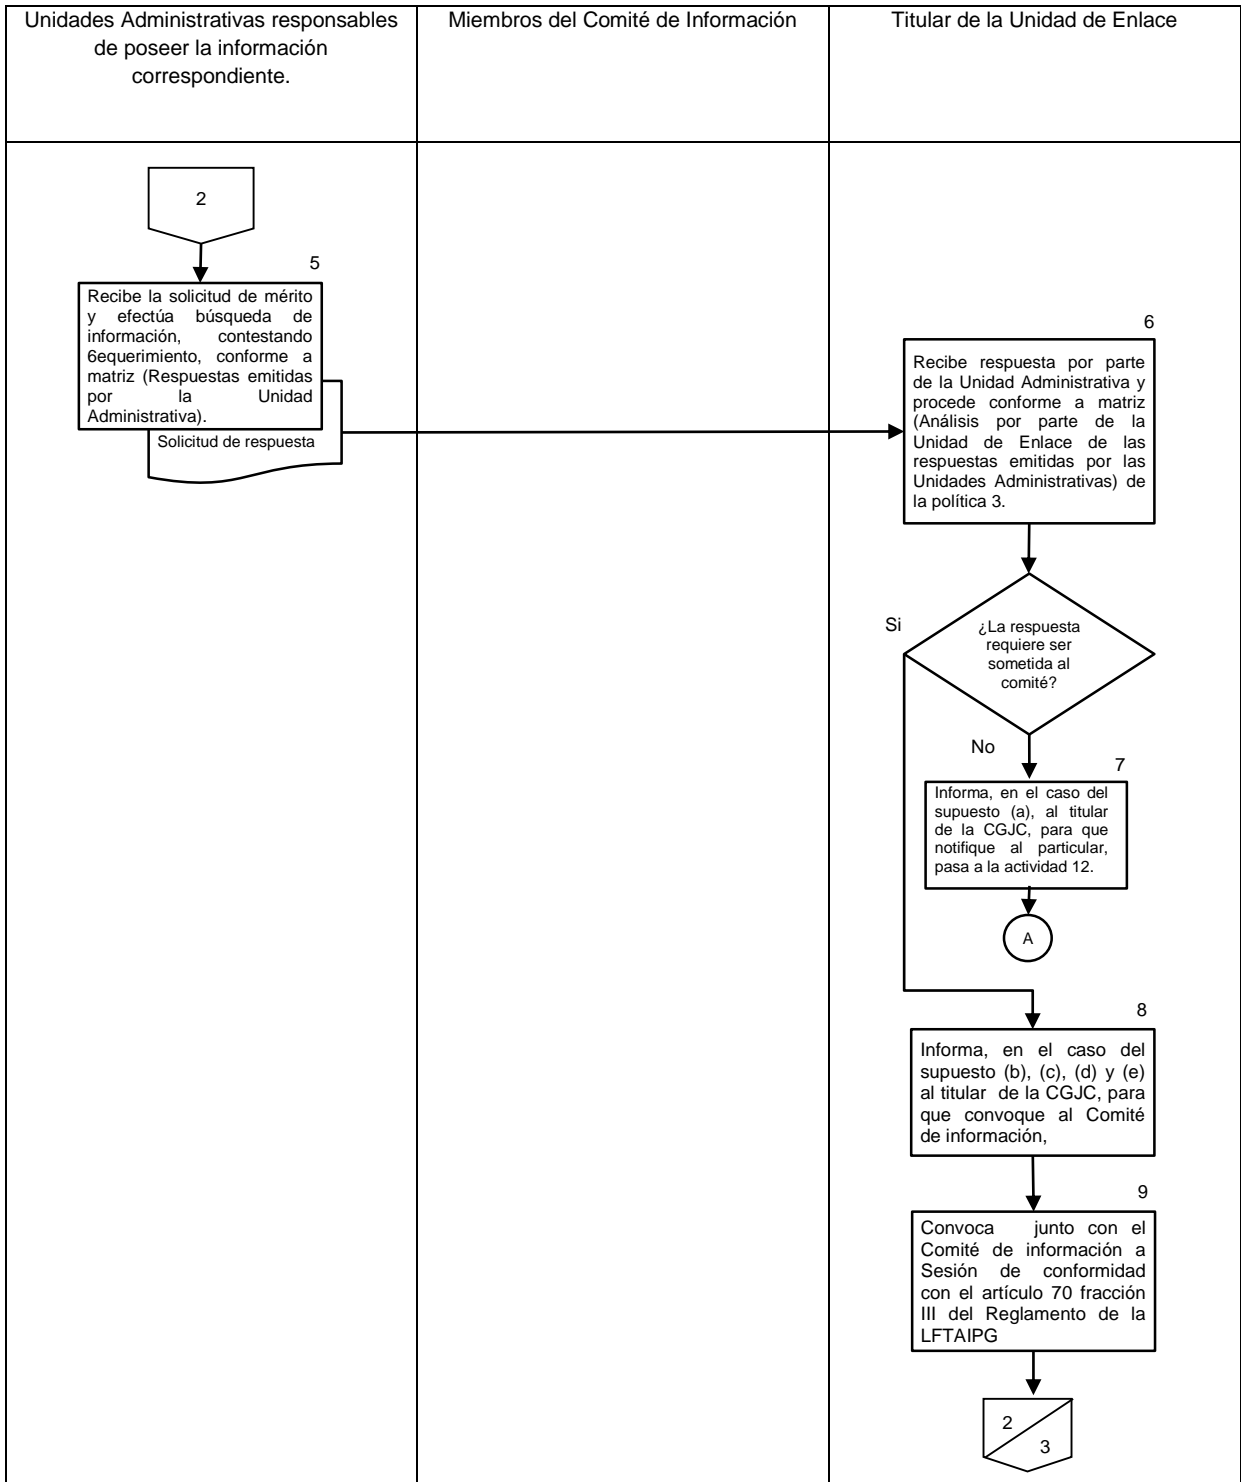 Unidades Administrativas responsables
de poseer la información
correspondiente.
Miembros del Comité de Información
Titular de la Unidad de Enlace
2
5
Recibe la solicitud de mérito
y efectúa búsqueda de
información, contestando
6equerimiento, conforme a
matriz (Respuestas emitidas
por la Unidad
Administrativa).
Solicitud de respuesta
6
Recibe respuesta por parte
de la Unidad Administrativa y
procede conforme a matriz
(Análisis por parte de la
Unidad de Enlace de las
respuestas emitidas por las
Unidades Administrativas) de
la política 3.
Si
¿La respuesta
requiere ser
sometida al
comité?
No
7
Informa, en el caso del
supuesto (a), al titular
de la CGJC, para que
notifique al particular,
pasa a la actividad 12.
A
8
Informa, en el caso del
supuesto (b), (c), (d) y (e)
al titular de la CGJC, para
que convoque al Comité
de información,
9
Convoca junto con el
Comité de información a
Sesión de conformidad
con el artículo 70 fracción
III del Reglamento de la
LFTAIPG
2
3